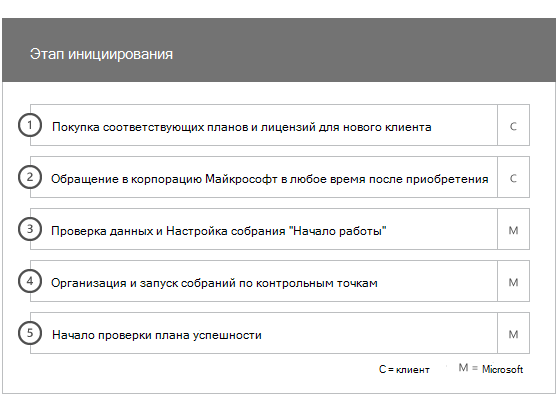 Этап инициирования
1 Покупка соответствующих планов и лицензий для нового клиента C
2 Обращение в корпорацию Майкрософт в любое время после приобретения C
3 Проверка данных и Настройка собрания "Начало работы" M
4 Организация и запуск собраний по контрольным точкам M
5 Начало проверки плана успешности M
C = клиент M = Microsoft